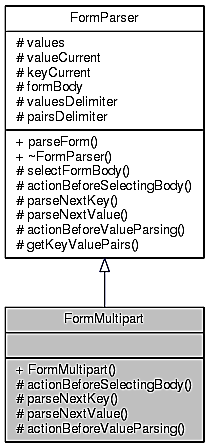 FormParser
# values
# valueCurrent
# keyCurrent
# formBody
# valuesDelimiter
# pairsDelimiter
+ parseForm()
+ ~FormParser()
# selectFormBody()
# actionBeforeSelectingBody()
# parseNextKey()
# parseNextValue()
# actionBeforeValueParsing()
# getKeyValuePairs()
FormMultipart
+ FormMultipart()
# actionBeforeSelectingBody()
# parseNextKey()
# parseNextValue()
# actionBeforeValueParsing()